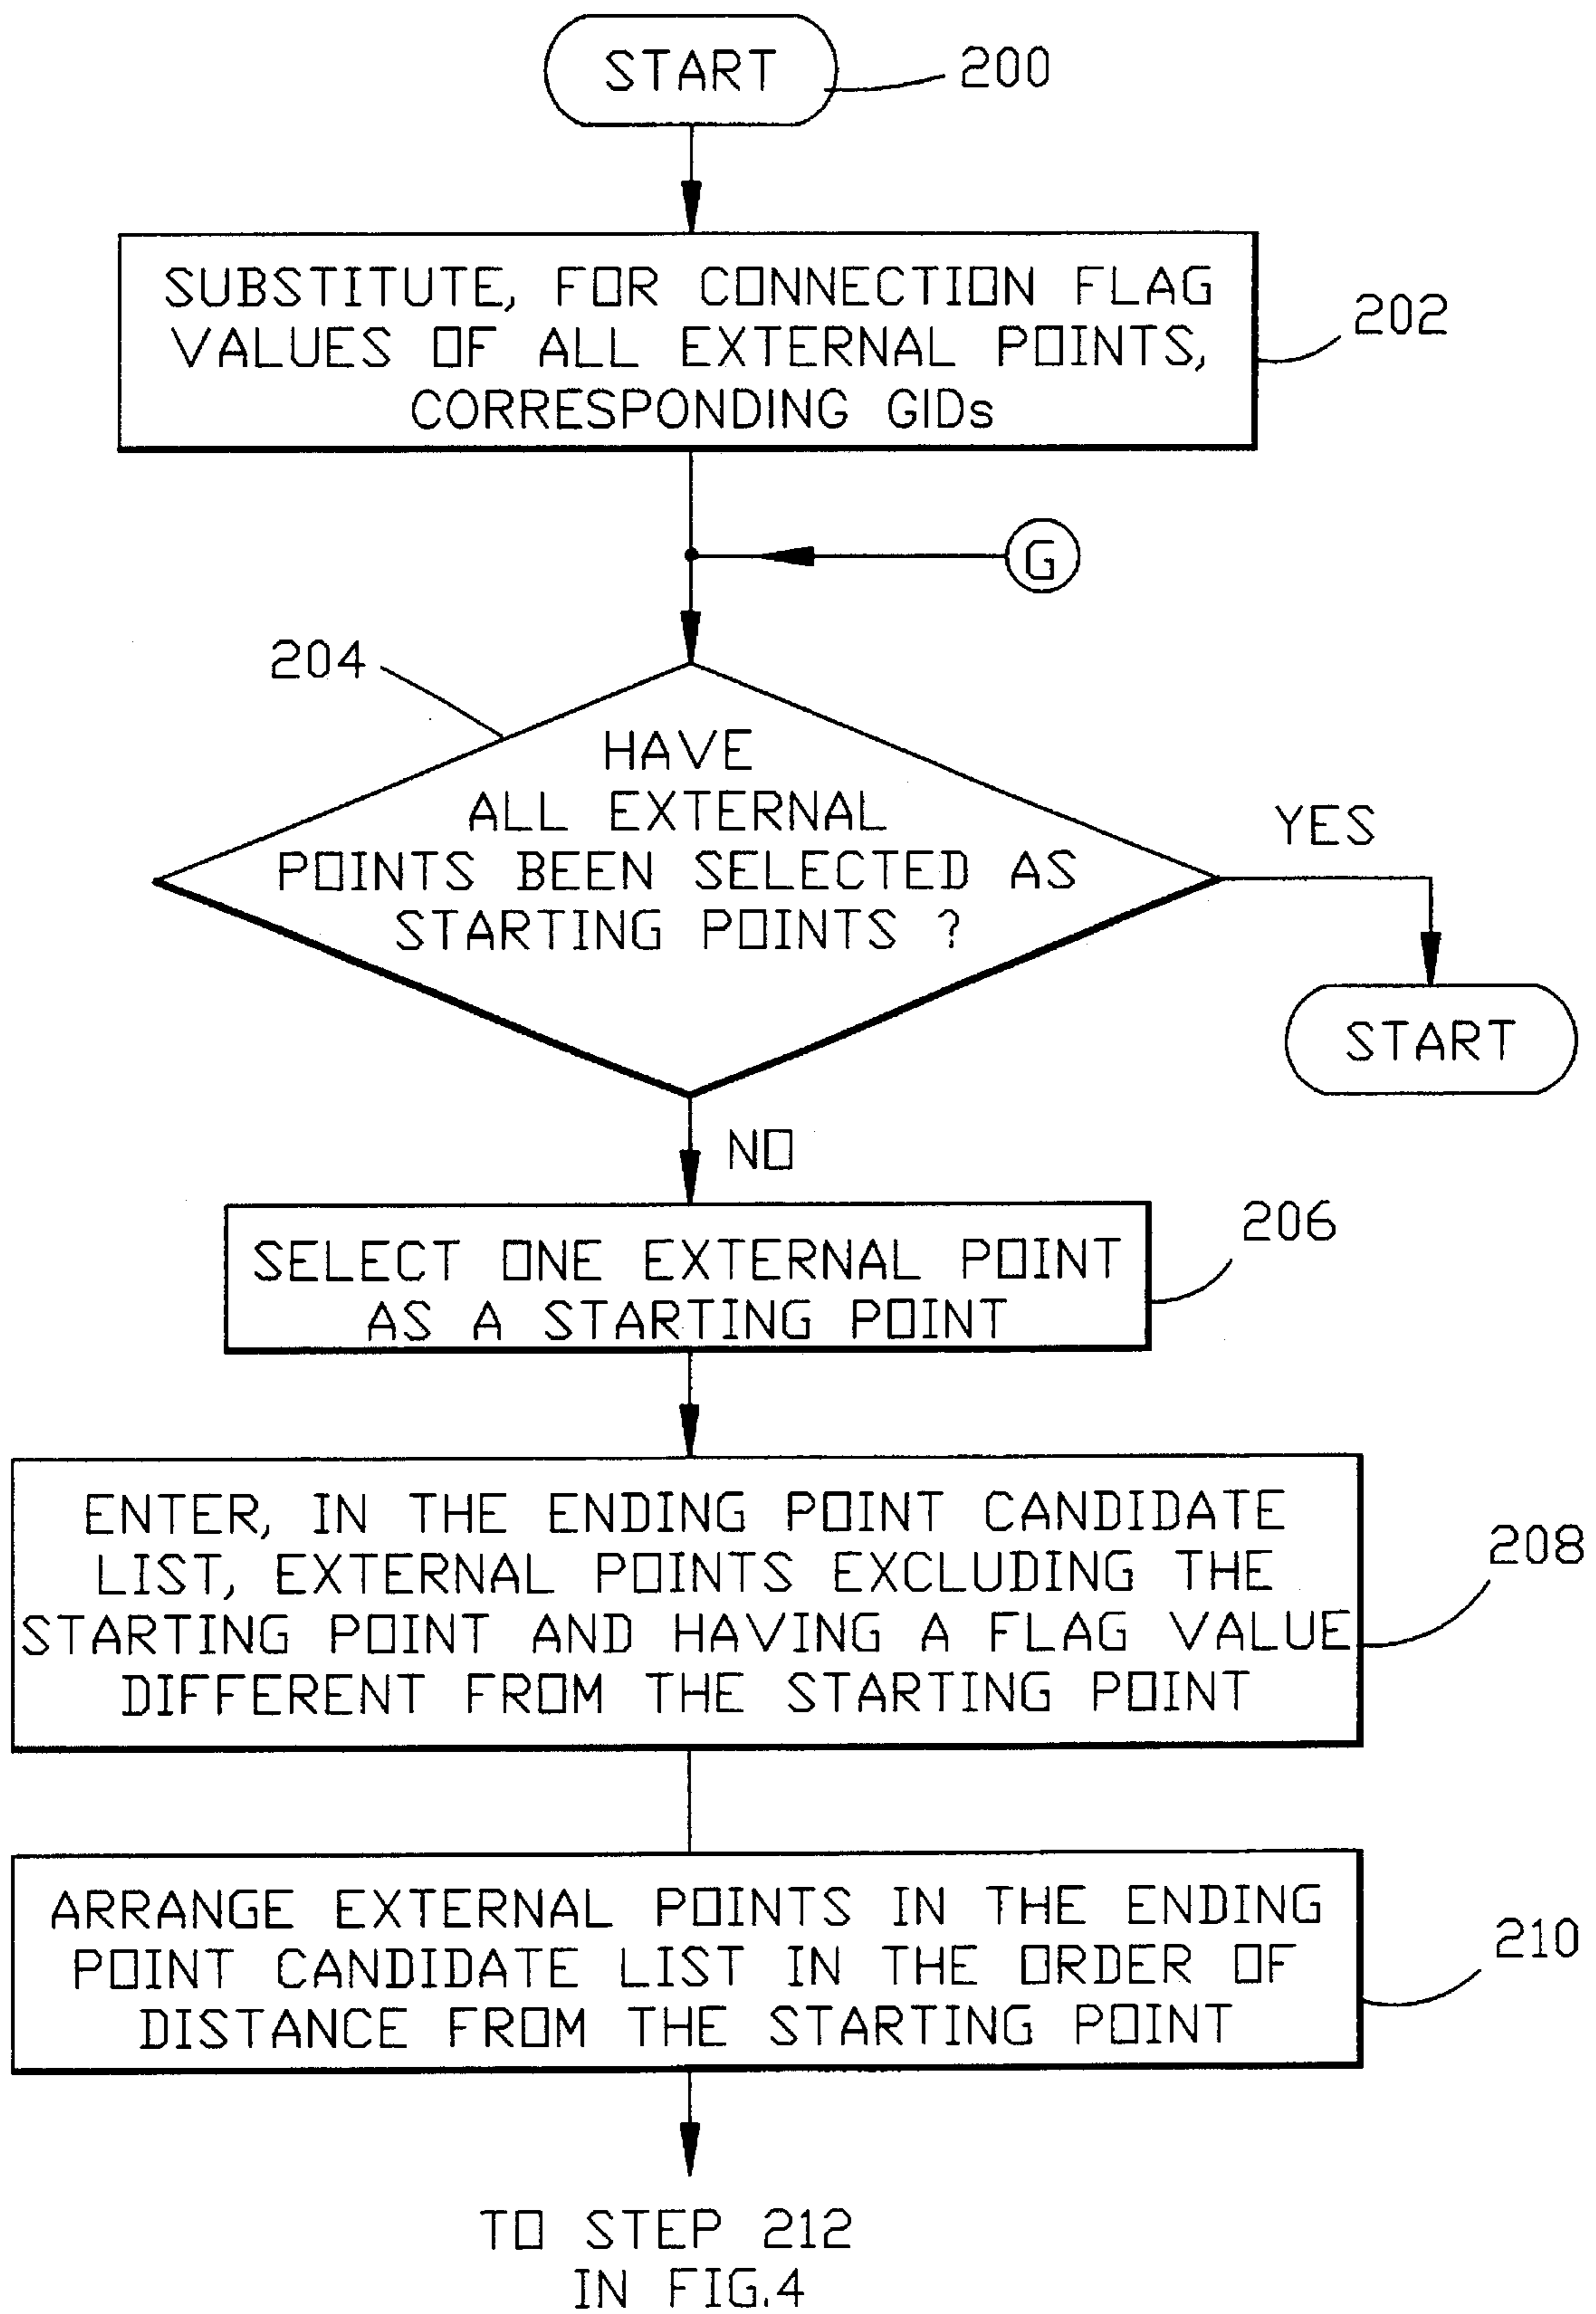 START
200
SUBSTITUTE, FOR CONNECTION FLAG
VALUES OF ALL EXTERNAL POINTS,
CORRESPONDING GIDs
202
G
204
HAVE
ALL EXTERNAL
POINTS BEEN SELECTED AS
STARTING POINTS ?
YES
START
NO
SELECT ONE EXTERNAL POINT
AS A STARTING POINT
206
ENTER, IN THE ENDING POINT CANDIDATE
LIST, EXTERNAL POINTS EXCLUDING THE
STARTING POINT AND HAVING A FLAG VALUE
DIFFERENT FROM THE STARTING POINT
208
ARRANGE EXTERNAL POINTS IN THE ENDING
POINT CANDIDATE LIST IN THE ORDER OF
DISTANCE FROM THE STARTING POINT
210
TO STEP 212
IN FIG.4